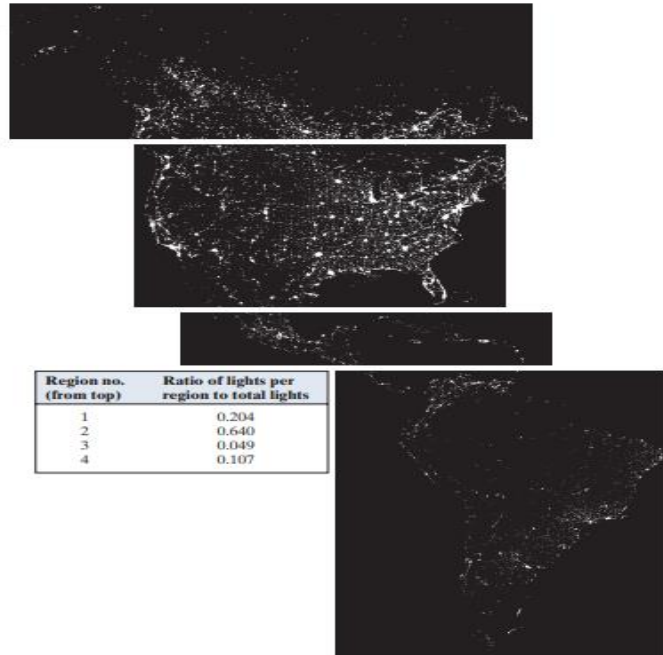 Region no. Ratio of lights per
(from top) region to total lights
1 0.204
2 0.640
3 0.049
4 0.107